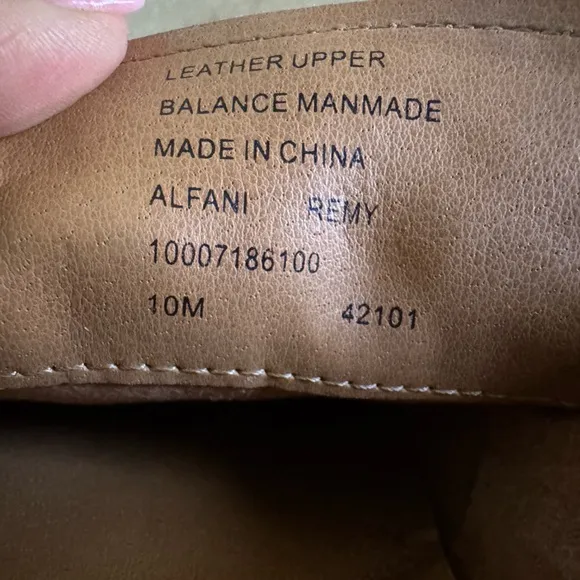 LEATHER UPPER
BALANCE MANMADE
MADE IN CHINA
ALFANI REMY
10007186100
10M 42101